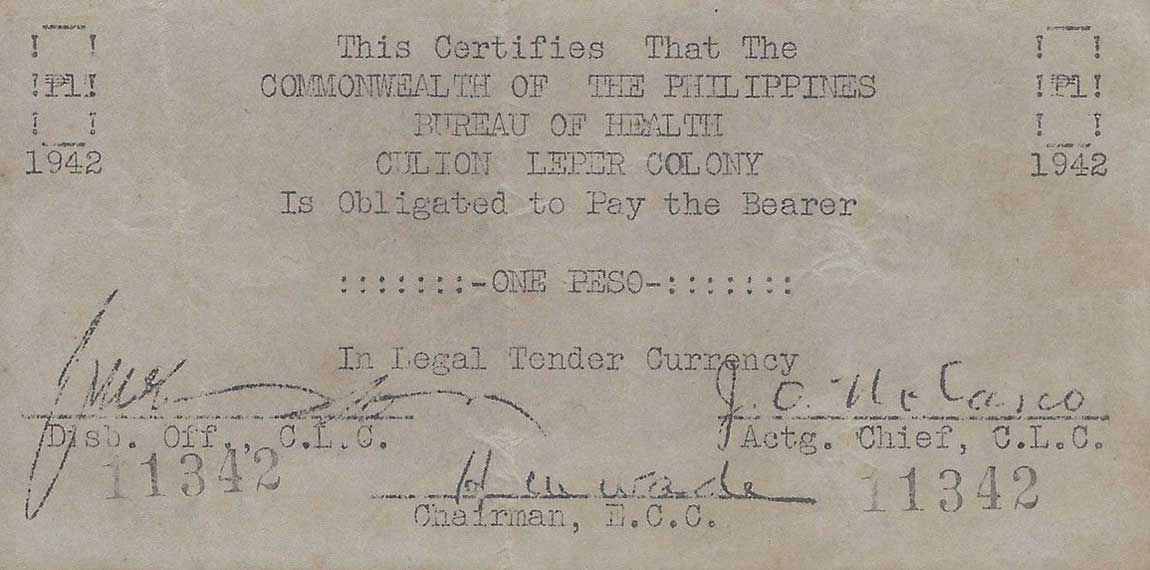 This Certifies That The
!P1! COMMONWEALTH OF THE PHILIPPINES !P1!
BUREAU OF HEALTH
1942 CULION LEPER COLONY 1942
Is Obligated to Pay the Bearer
:::::::-ONE PESO-:::::::
In Legal Tender Currency
Disb. Off., C.L.C. Actg. Chief, C.L.C.
11342 11342
H W Wade
Chairman, E.C.C.